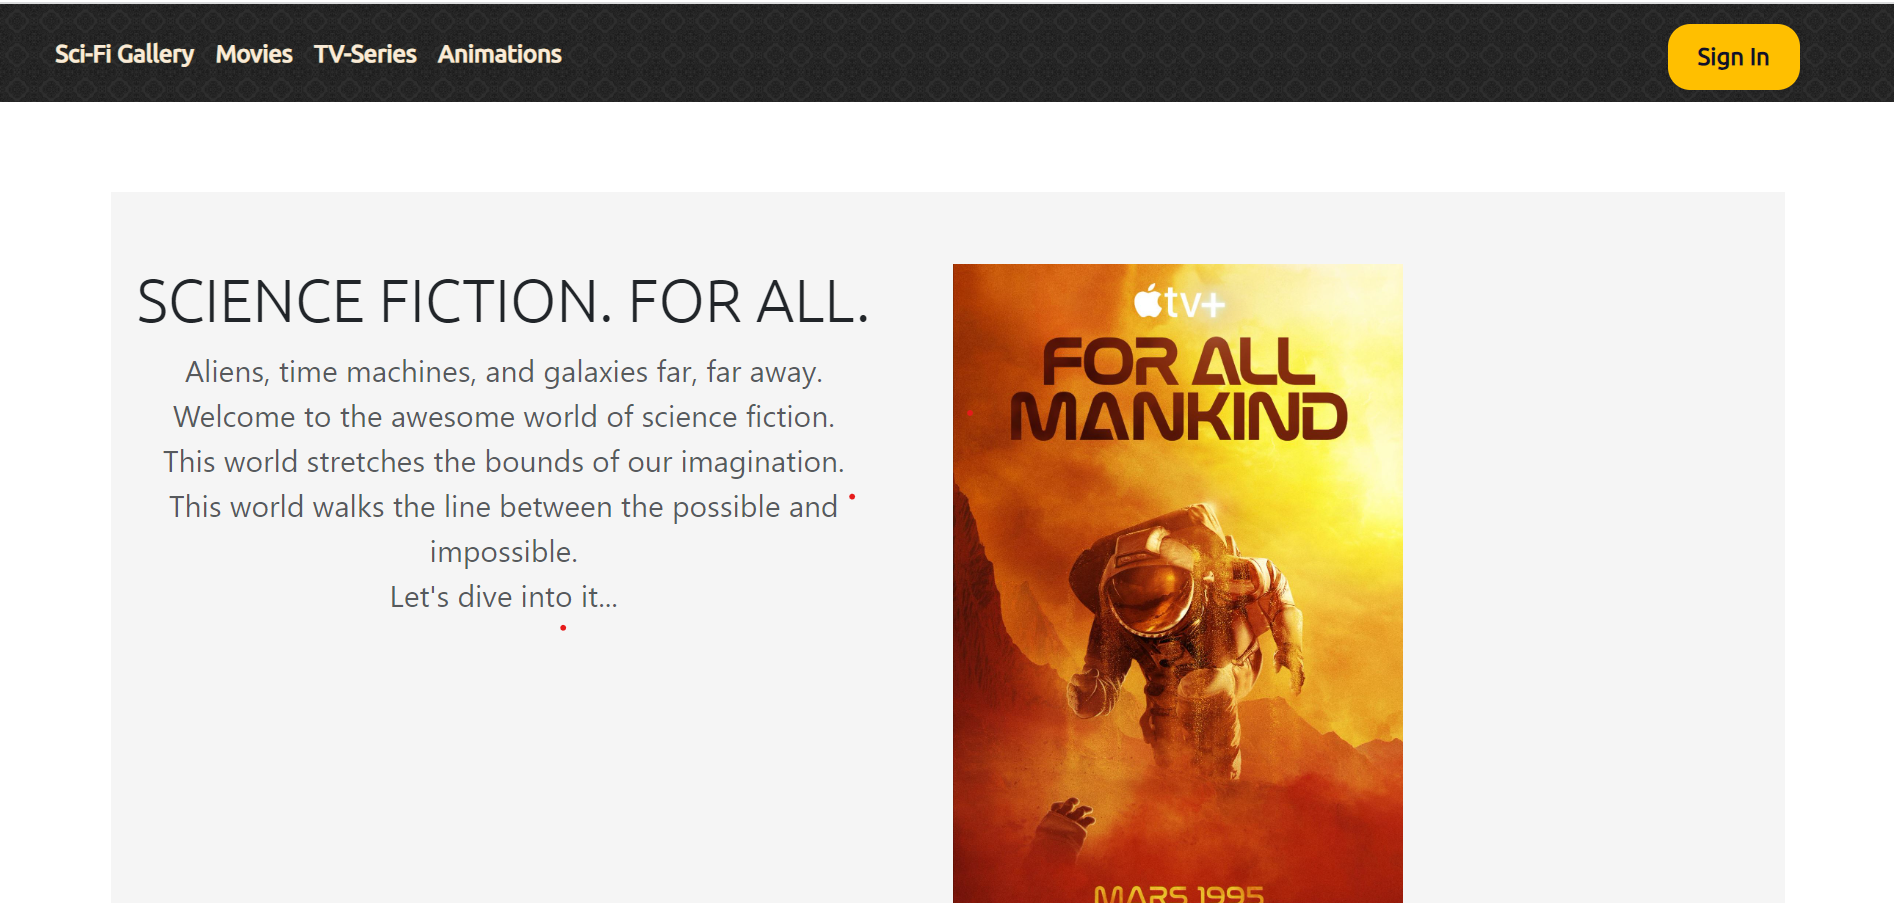 Sci-Fi Gallery Movies TV-Series Animations
Sign In
SCIENCE FICTION. FOR ALL.
Aliens, time machines, and galaxies far, far away.
Welcome to the awesome world of science fiction.
This world stretches the bounds of our imagination.
This world walks the line between the possible and
impossible.
Let's dive into it...
tv+
FOR ALL
MANKIND
MARS 1995